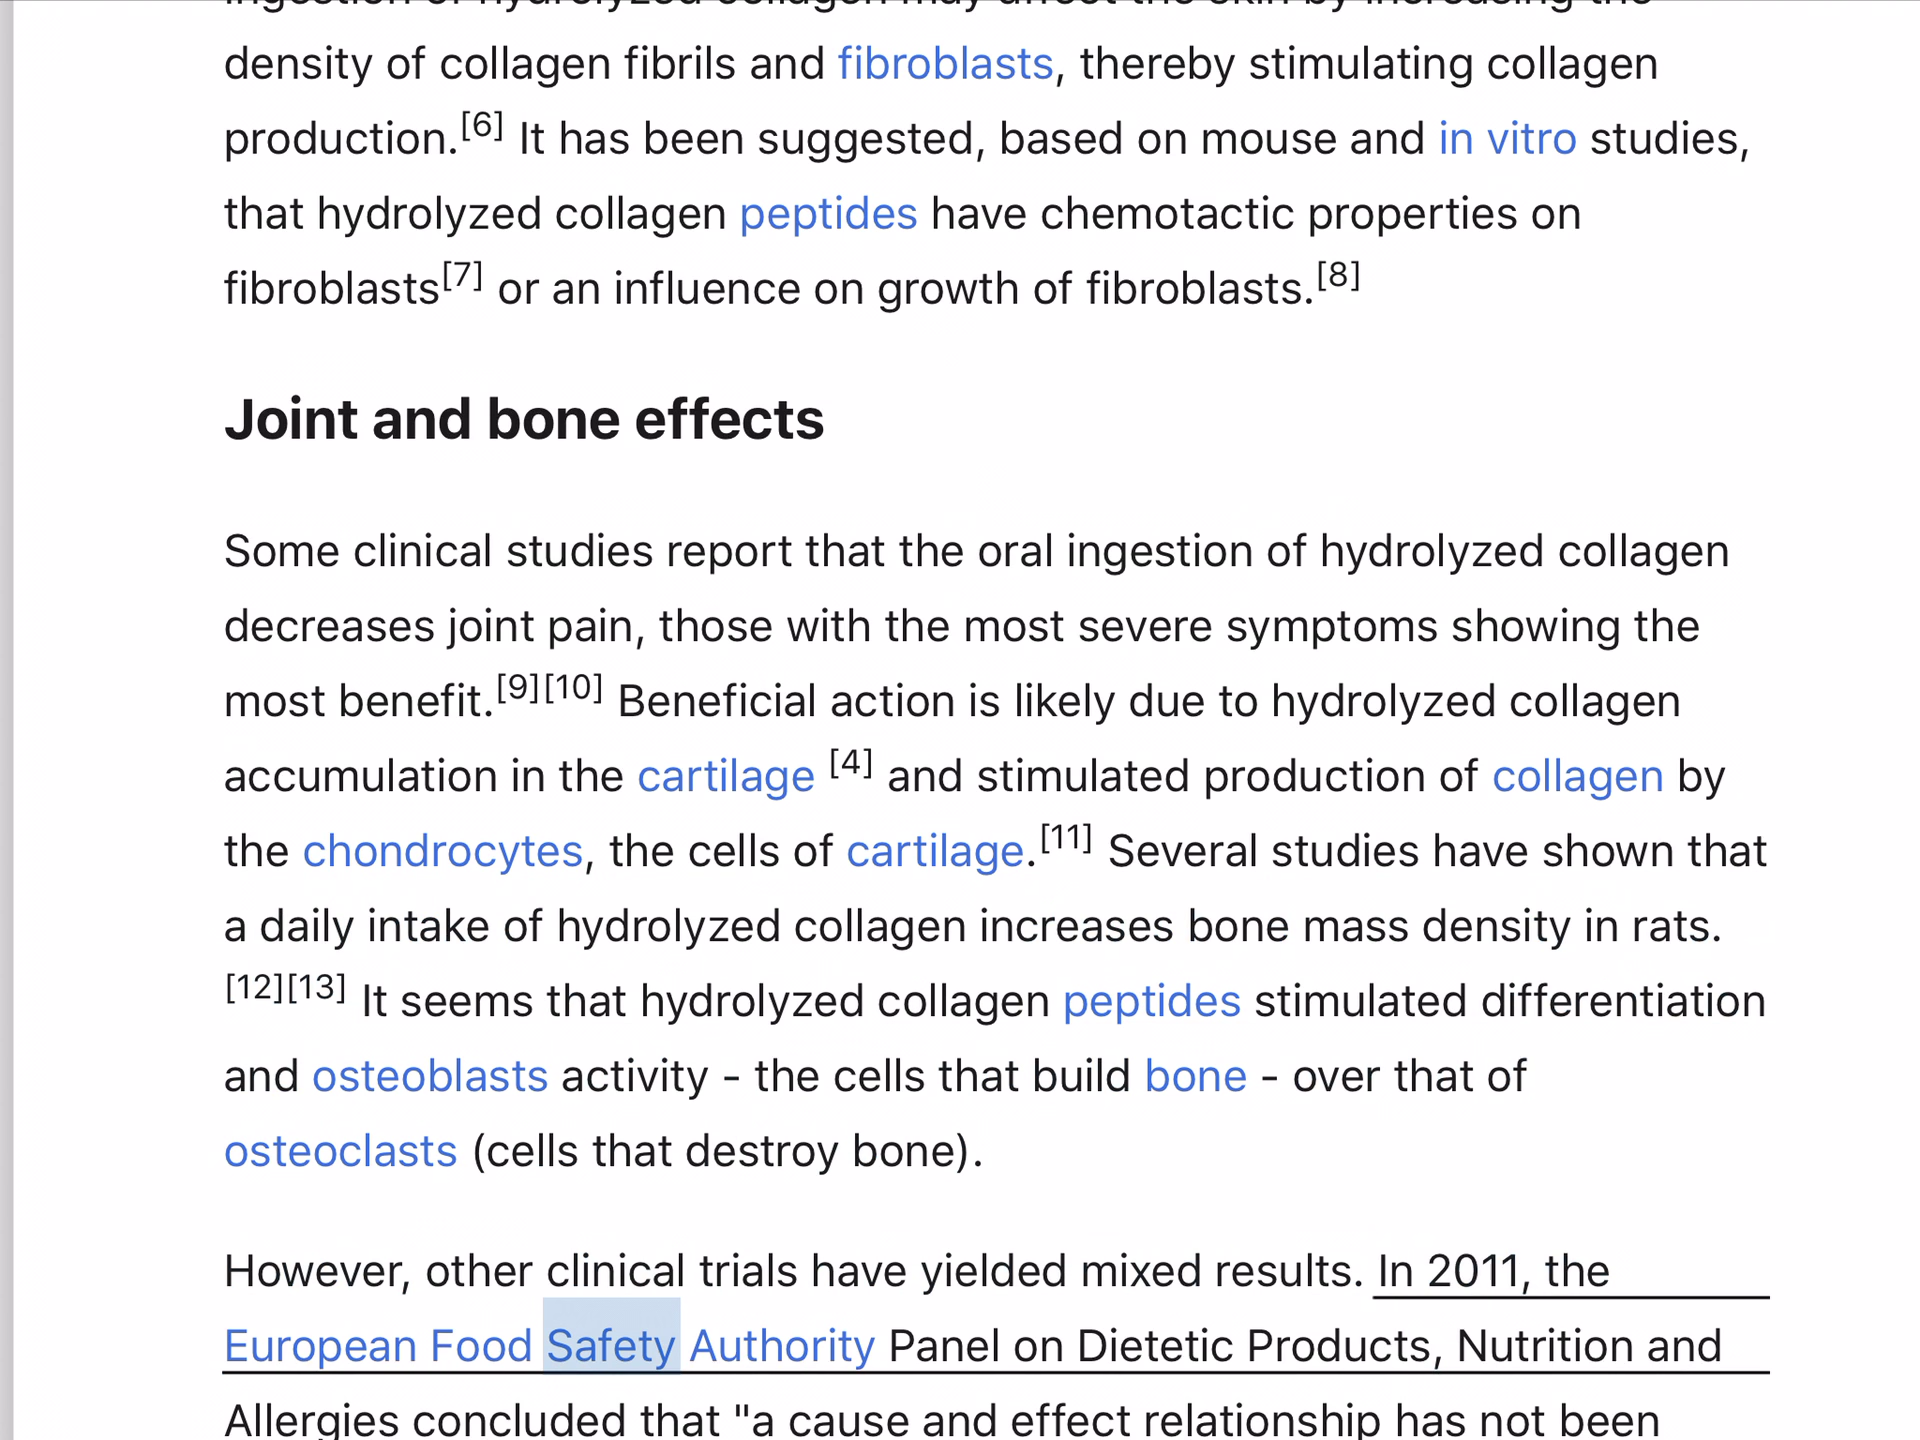 density of collagen fibrils and fibroblasts, thereby stimulating collagen
production.[6] It has been suggested, based on mouse and in vitro studies,
that hydrolyzed collagen peptides have chemotactic properties on
fibroblasts[7] or an influence on growth of fibroblasts.[8]
Joint and bone effects
Some clinical studies report that the oral ingestion of hydrolyzed collagen
decreases joint pain, those with the most severe symptoms showing the
most benefit.[9][10] Beneficial action is likely due to hydrolyzed collagen
accumulation in the cartilage [4] and stimulated production of collagen by
the chondrocytes, the cells of cartilage.[11] Several studies have shown that
a daily intake of hydrolyzed collagen increases bone mass density in rats.
[12][13] It seems that hydrolyzed collagen peptides stimulated differentiation
and osteoblasts activity - the cells that build bone - over that of
osteoclasts (cells that destroy bone).
However, other clinical trials have yielded mixed results. In 2011, the
European Food Safety Authority Panel on Dietetic Products, Nutrition and
Allergies concluded that "a cause and effect relationship has not been